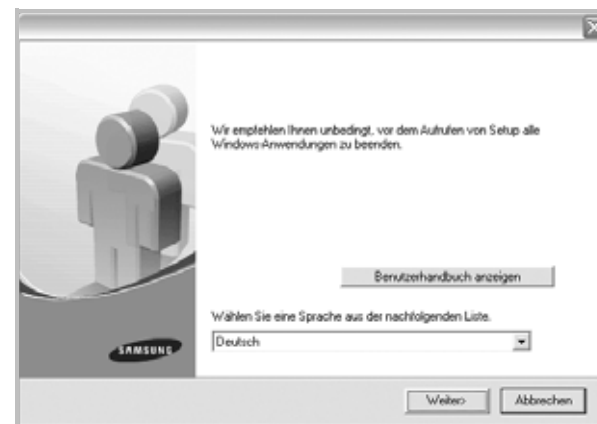 Wir empfehlen Ihnen unbedingt, vor dem Aufrufen von Setup alle
Windows-Anwendungen zu beenden.
Benutzerhandbuch anzeigen
Wählen Sie eine Sprache aus der nachfolgenden Liste.
Deutsch
SAMSUNG
Weiter>
Abbrechen